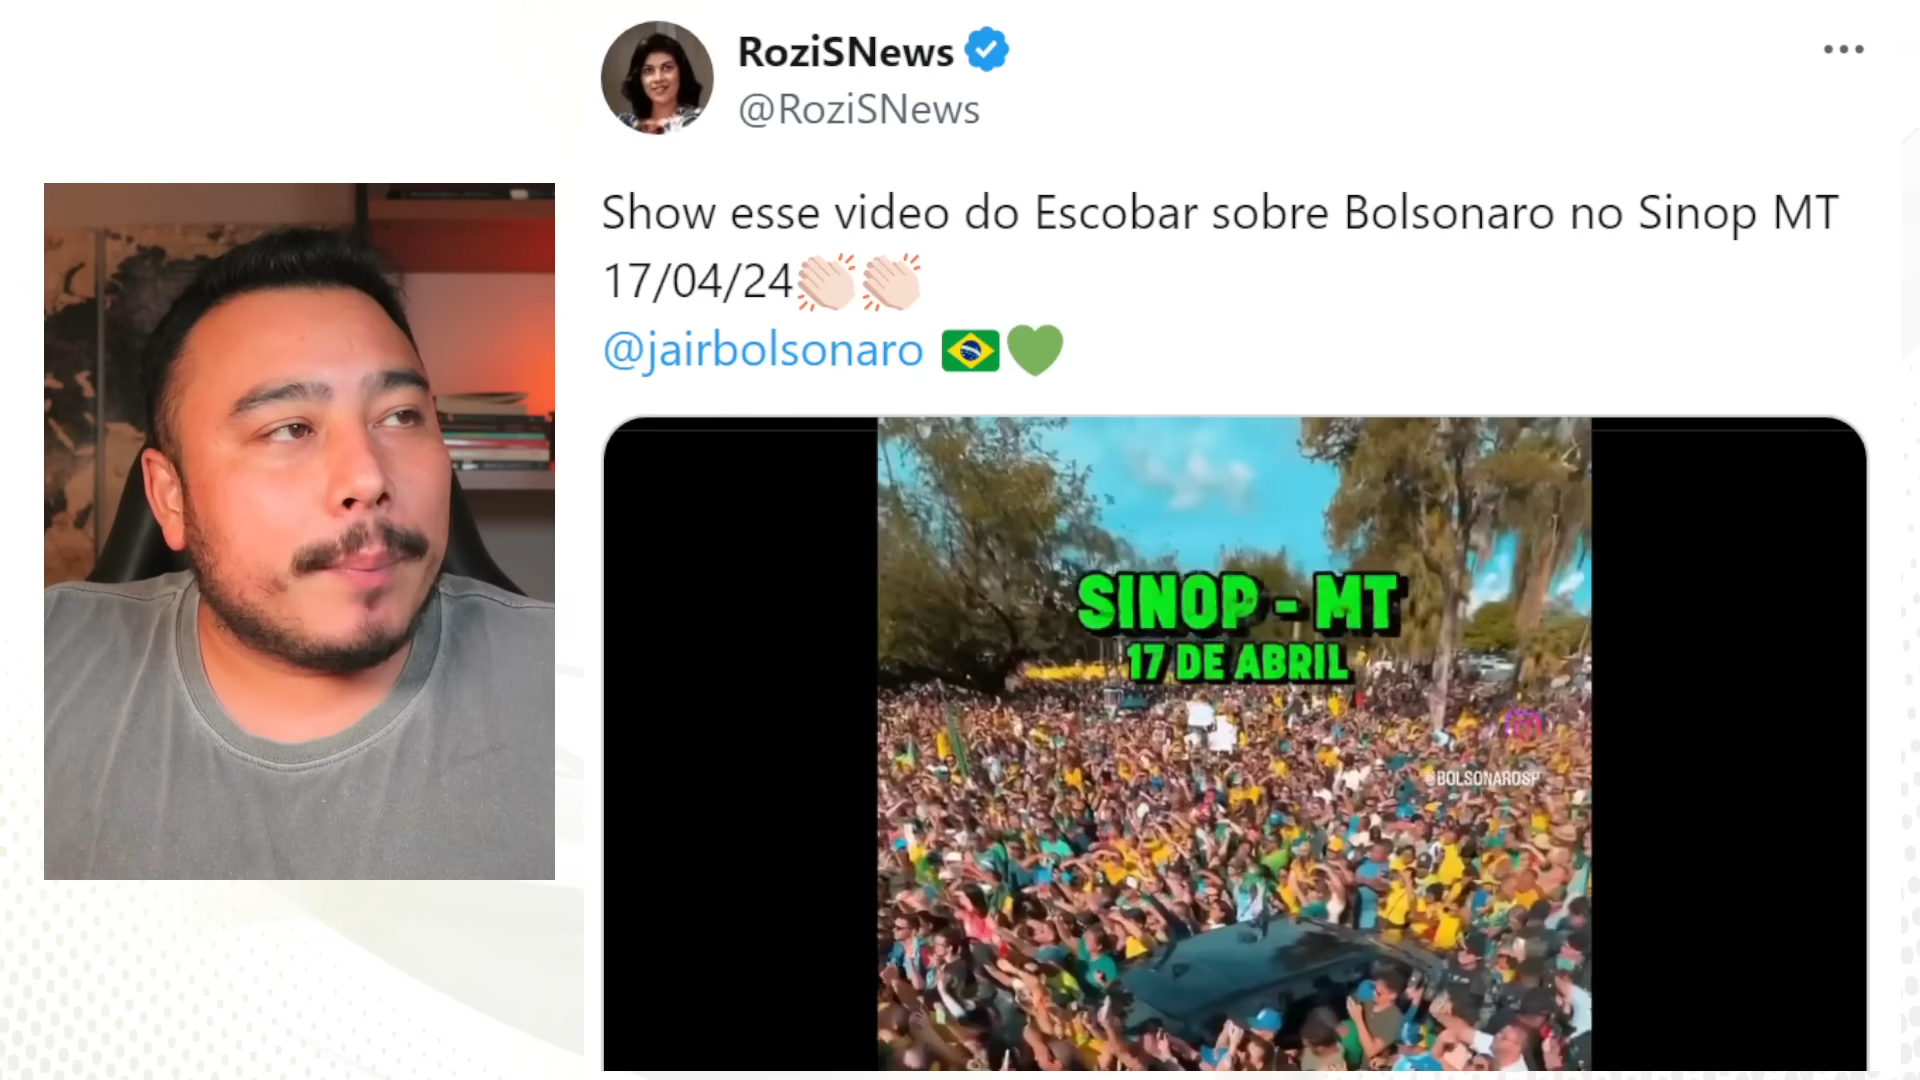 RoziSNews
@RoziSNews
Show esse video do Escobar sobre Bolsonaro no Sinop MT
17/04/24👏🏻👏🏻
@jairbolsonaro 🇧🇷💚
SINOP - MT
17 DE ABRIL
@BOLSONAROSP